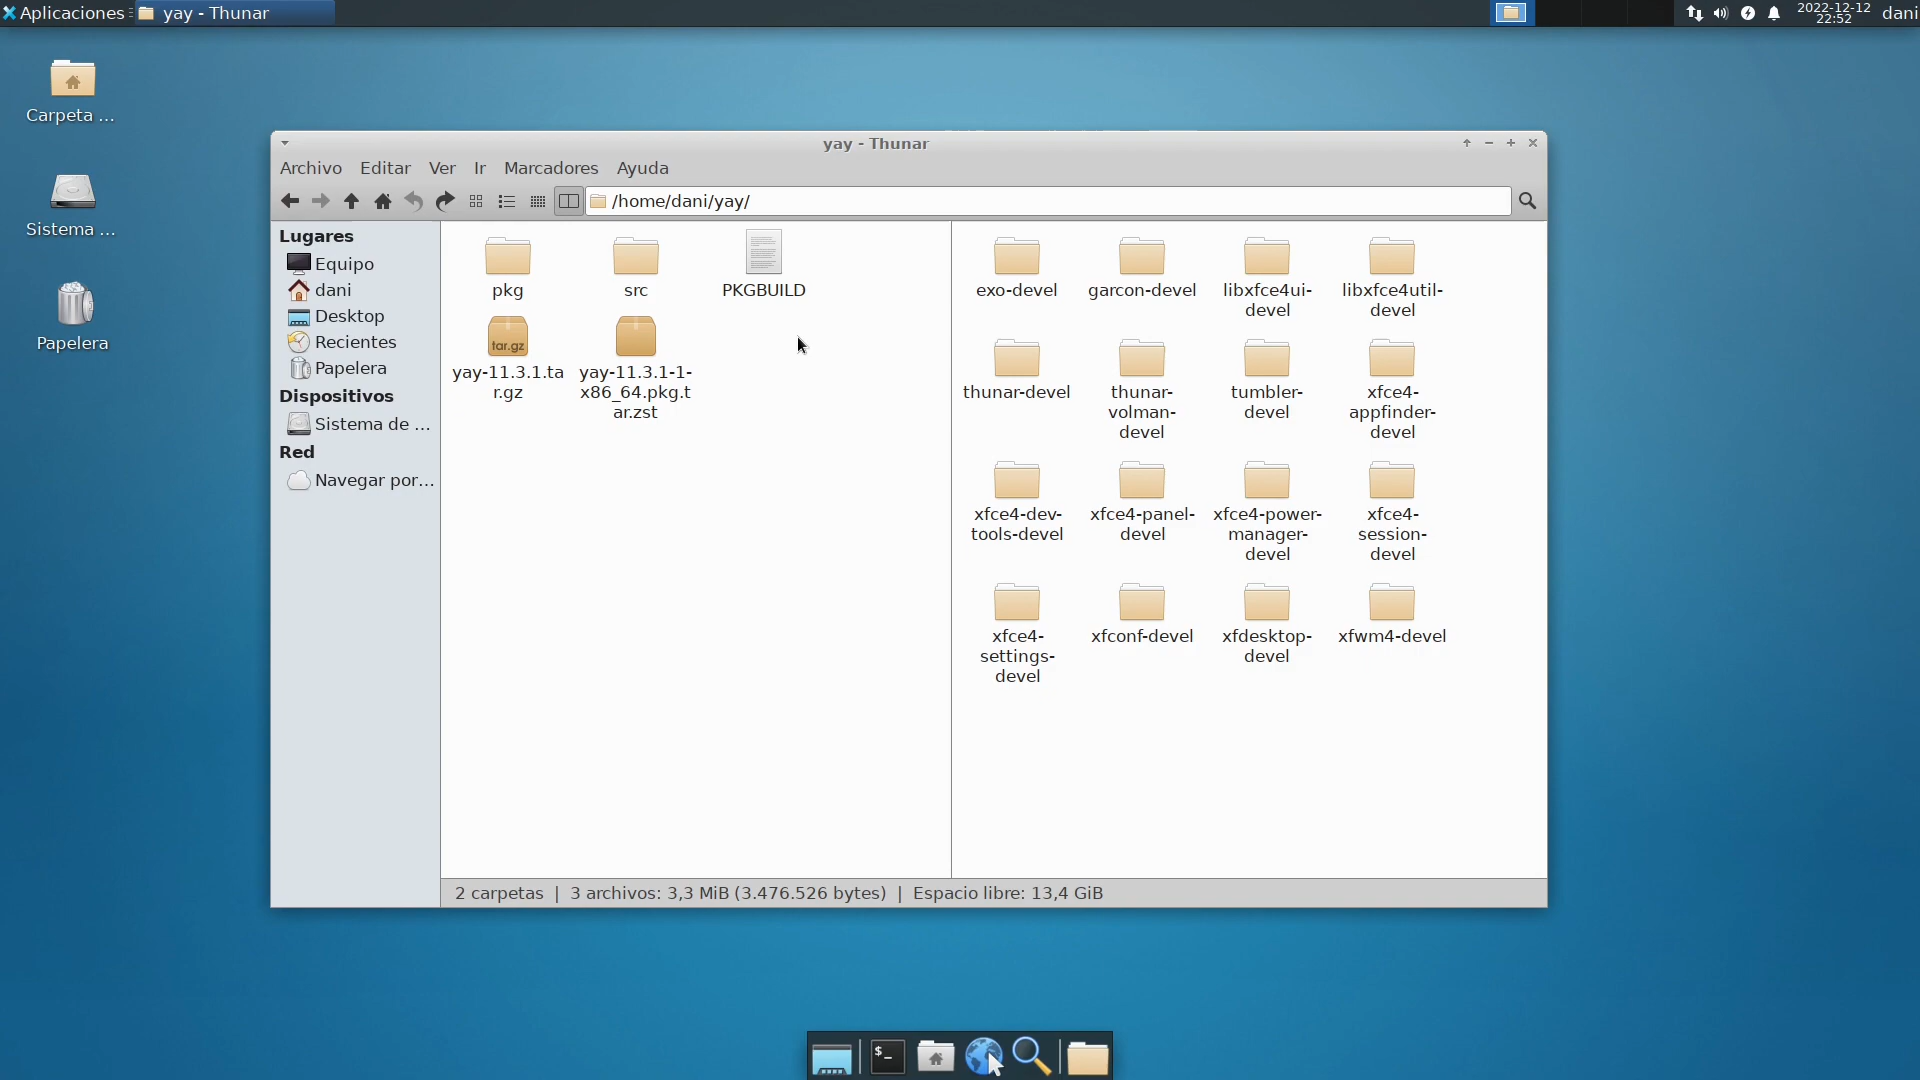 Aplicaciones
yay - Thunar
2022-12-12
22:52
dani
Carpeta ...
Sistema ...
Papelera
yay - Thunar
Archivo Editar Ver Ir Marcadores Ayuda
/home/dani/yay/
Lugares
Equipo
dani
Desktop
Recientes
Papelera
Dispositivos
Sistema de ...
Red
Navegar por...
pkg
src
PKGBUILD
tar.gz
yay-11.3.1.ta
r.gz
yay-11.3.1-1-
x86_64.pkg.t
ar.zst
exo-devel
garcon-devel
libxfce4ui-
devel
libxfce4util-
devel
thunar-devel
thunar-
volman-
devel
tumbler-
devel
xfce4-
appfinder-
devel
xfce4-dev-
tools-devel
xfce4-panel-
devel
xfce4-power-
manager-
devel
xfce4-
session-
devel
xfce4-
settings-
devel
xfconf-devel
xfdesktop-
devel
xfwm4-devel
2 carpetas | 3 archivos: 3,3 MiB (3.476.526 bytes) | Espacio libre: 13,4 GiB
$_